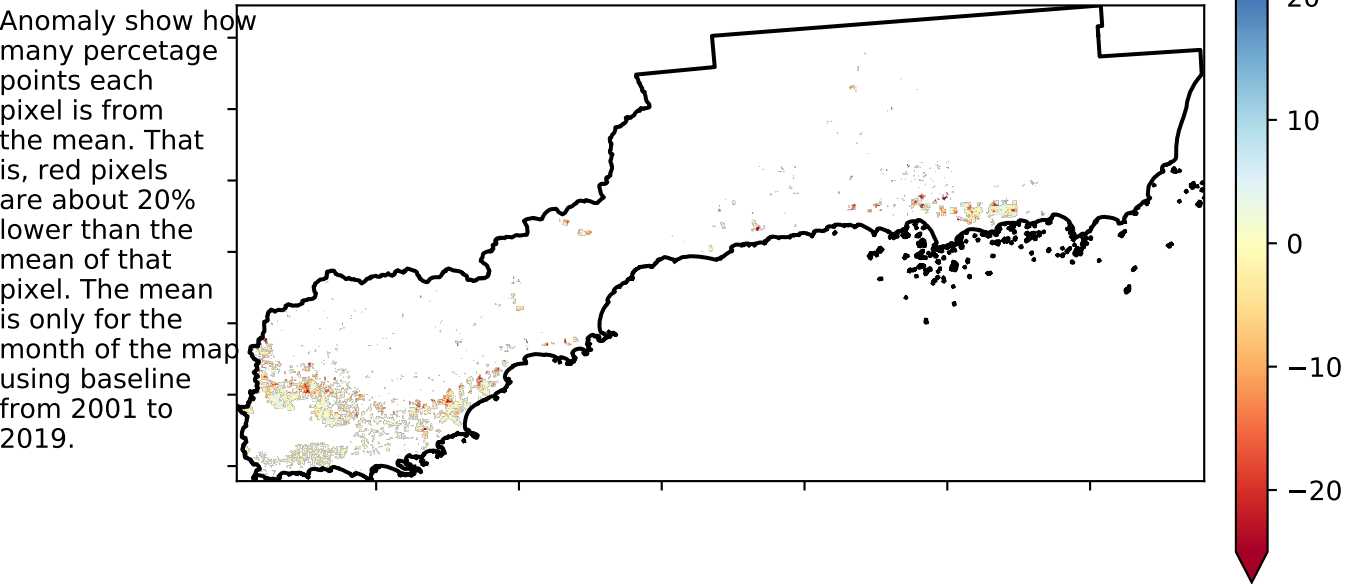 Anomaly show how
many percetage
points each
pixel is from
the mean. That
is, red pixels
are about 20%
lower than the
mean of that
pixel. The mean
is only for the
month of the map
using baseline
from 2001 to
2019.
20
10
0
−10
−20